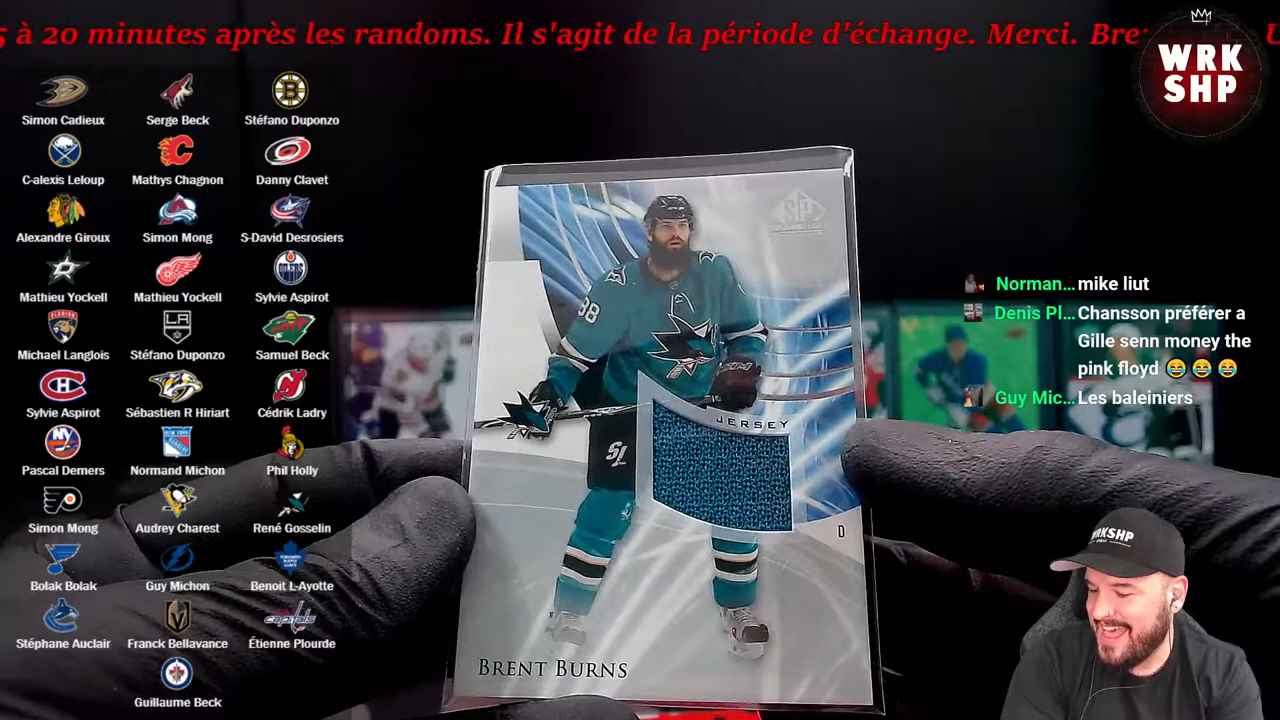 5 à 20 minutes après les randoms. Il s'agit de la période d'échange. Merci. Bre
U
WRK
SHP
Simon Cadieux
Serge Beck
Stéfano Duponzo
C-alexis Leloup
Mathys Chagnon
Danny Clavet
Alexandre Giroux
Simon Mong
S-David Desrosiers
Mathieu Yockell
Mathieu Yockell
Sylvie Aspirot
Michael Langlois
Stéfano Duponzo
Samuel Beck
Sylvie Aspirot
Sébastien R Hiriart
Cédrik Ladry
Pascal Demers
Normand Michon
Phil Holly
Simon Mong
Audrey Charest
René Gosselin
Bolak Bolak
Guy Michon
Benoit L-Ayotte
Stéphane Auclair
Franck Bellavance
Étienne Plourde
Guillaume Beck
SP
88
JERSEY
D
BRENT BURNS
Norman... mike liut
Denis Pl... Chansson préférer a
Gille senn money the
pink floyd 😂😂😂
Guy Mic... Les baleiniers
WRKSHP